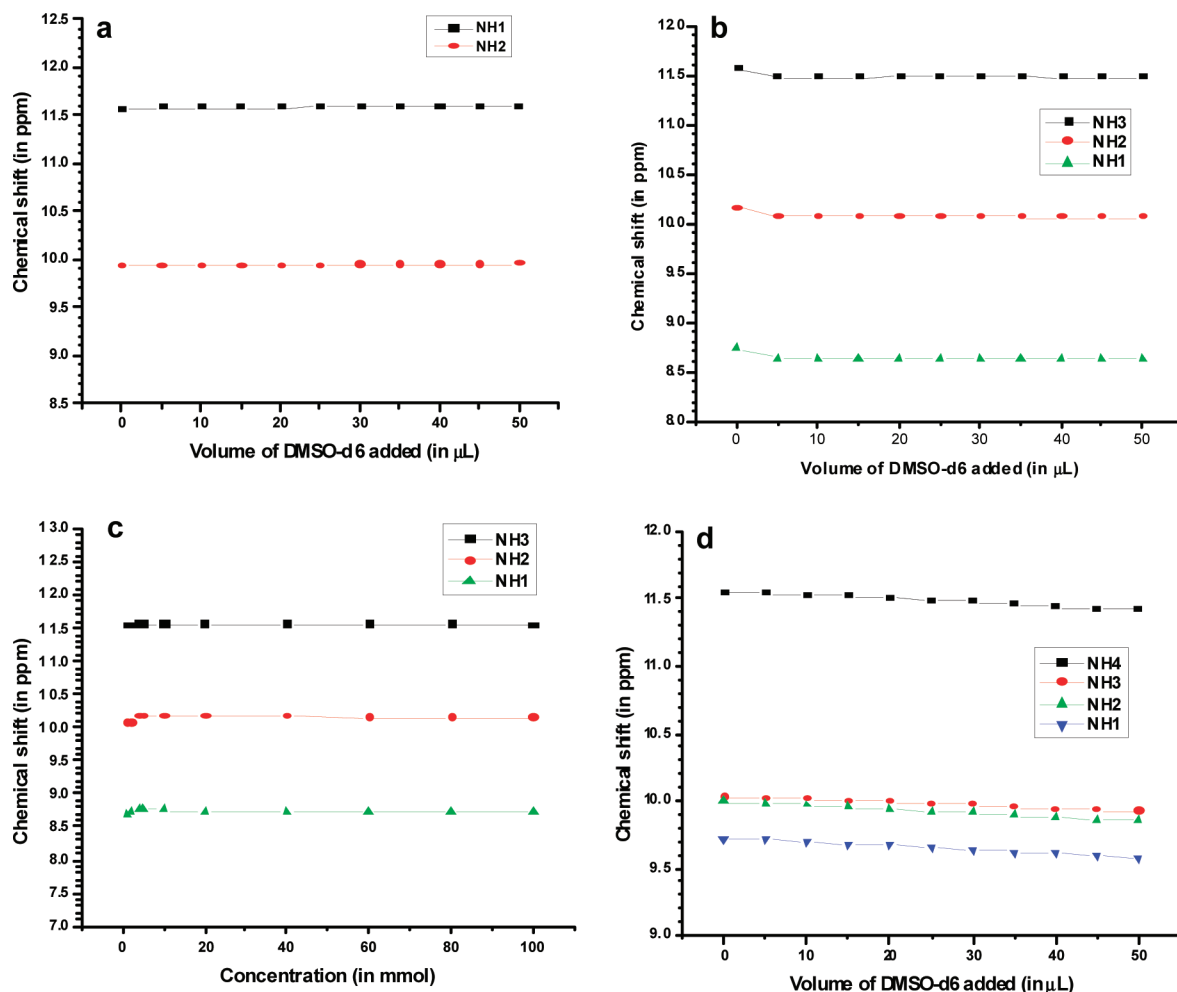 a
NH1
NH2
Chemical shift (in ppm)
12.5
12.0
11.5
11.0
10.5
10.0
9.5
9.0
8.5
0 10 20 30 40 50
Volume of DMSO-d6 added (in μL)
b
NH3
NH2
NH1
Chemical shift (in ppm)
12.0
11.5
11.0
10.5
10.0
9.5
9.0
8.5
8.0
0 10 20 30 40 50
Volume of DMSO-d6 added (in μL)
c
NH3
NH2
NH1
Chemical shift (in ppm)
13.0
12.5
12.0
11.5
11.0
10.5
10.0
9.5
9.0
8.5
8.0
7.5
7.0
0 20 40 60 80 100
Concentration (in mmol)
d
NH4
NH3
NH2
NH1
Chemical shift (in ppm)
12.0
11.5
11.0
10.5
10.0
9.5
9.0
0 10 20 30 40 50
Volume of DMSO-d6 added (in μL)